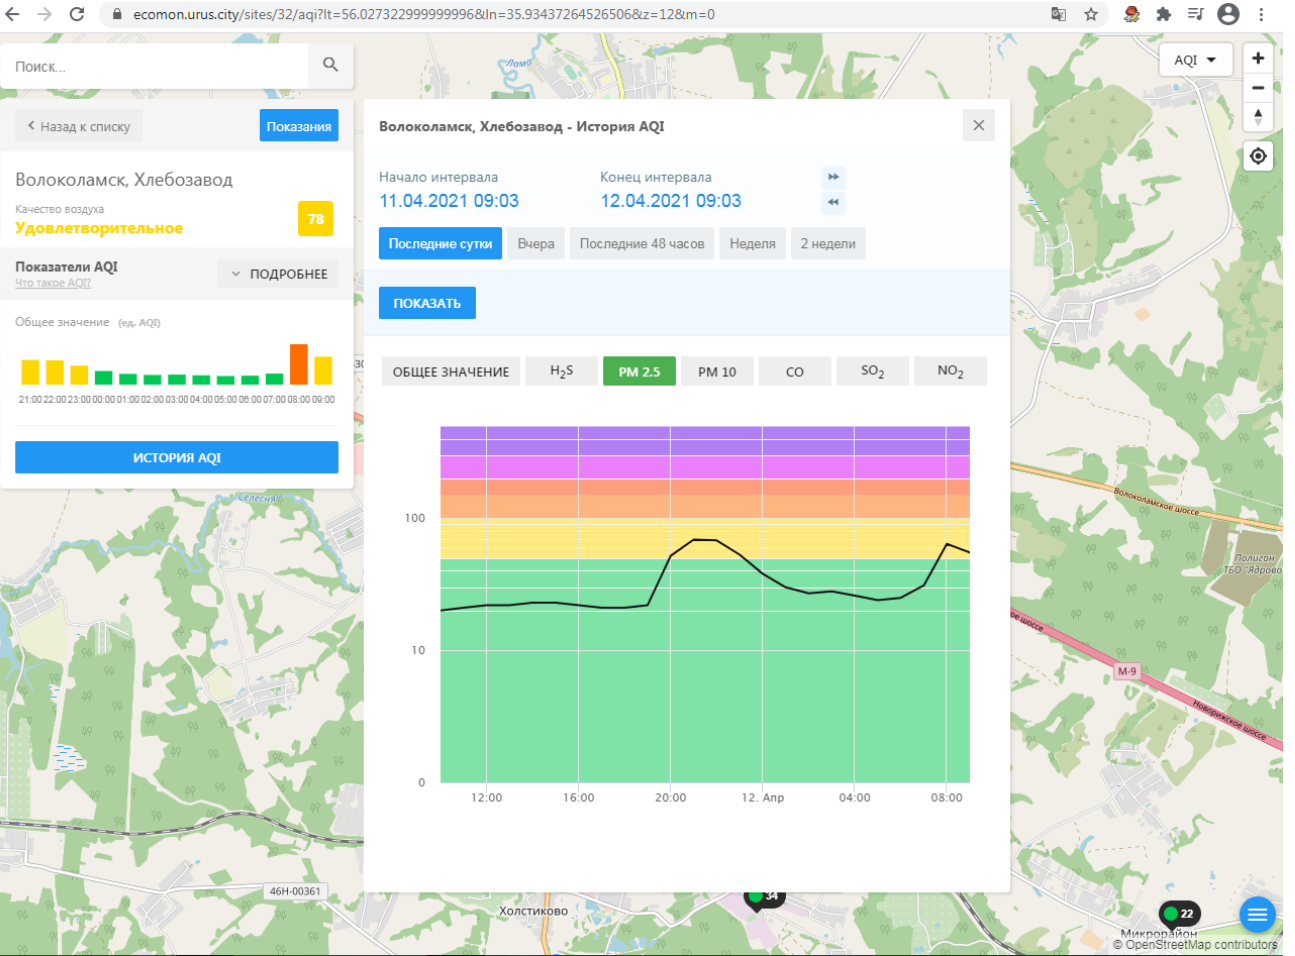 ecomon.urus.city/sites/32/aqi?lt=56.027322999999996&ln=35.93437264526506&z=12&m=0
Поиск...
AQI
Назад к списку
Показания
Волоколамск, Хлебозавод
Качество воздуха
Удовлетворительное
78
Показатели AQI
Что такое AQI?
ПОДРОБНЕЕ
Общее значение (ед. AQI)
21:00 22:00 23:00 00:00 01:00 02:00 03:00 04:00 05:00 06:00 07:00 08:00 09:00
ИСТОРИЯ AQI
Волоколамск, Хлебозавод - История AQI
Начало интервала
11.04.2021 09:03
Конец интервала
12.04.2021 09:03
Последние сутки
Вчера
Последние 48 часов
Неделя
2 недели
ПОКАЗАТЬ
ОБЩЕЕ ЗНАЧЕНИЕ
H2S
PM 2.5
PM 10
CO
SO2
NO2
100
10
0
12:00 16:00 20:00 12. Апр 04:00 08:00
Лама
Селесня
Волоколамское шоссе
Полигон
ТБО "Ядрово
ое шоссе
М-9
Новорижское шоссе
46Н-00361
Холстиково
34
22
Микрорайон
© OpenStreetMap contributors